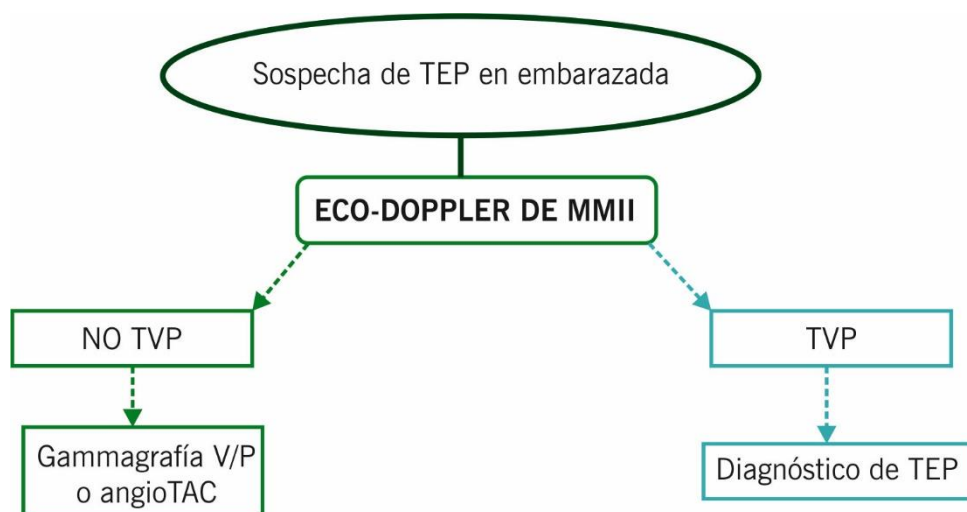 Sospecha de TEP en embarazada
ECO-DOPPLER DE MMII
NO TVP
TVP
Gammagrafía V/P
o angioTAC
Diagnóstico de TEP